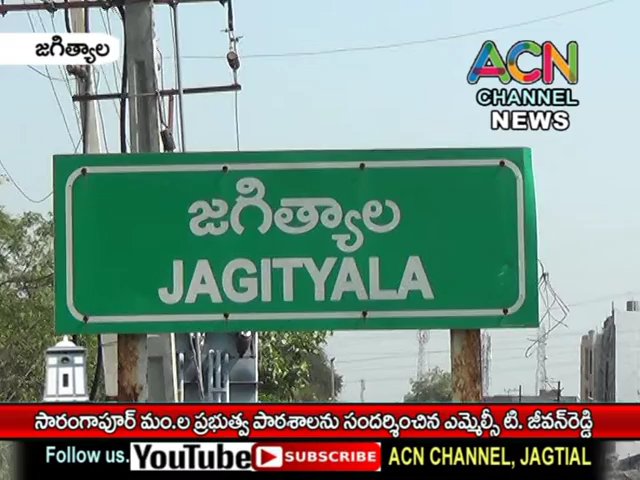 జగిత్యాల
ACN
CHANNEL
NEWS
జగిత్యాల
JAGITYALA
సారంగాపూర్ మం.ల ప్రభుత్వ పాఠశాలను సందర్శించిన ఎమ్మెల్సీ టి. జీవన్‌రెడ్డి
Follow us. YouTube SUBSCRIBE ACN CHANNEL, JAGTIAL